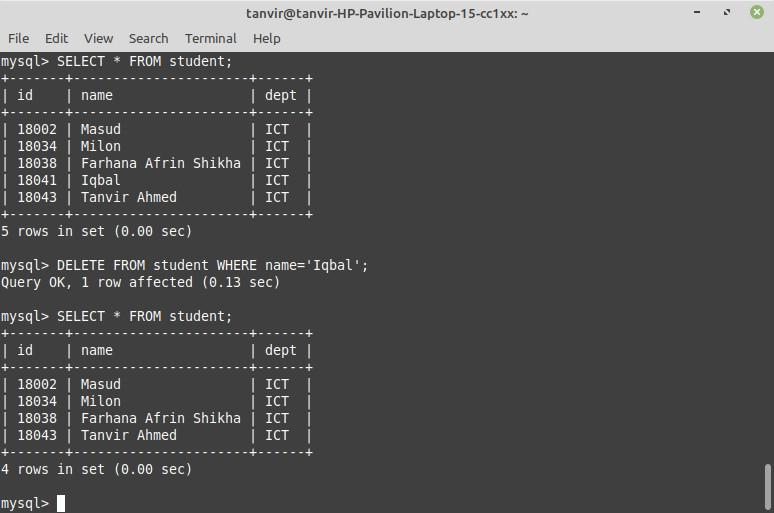 tanvir@tanvir-HP-Pavilion-Laptop-15-cc1xx: ~
File Edit View Search Terminal Help
mysql> SELECT * FROM student;
+-------+----------------------+------+
| id    | name                 | dept |
+-------+----------------------+------+
| 18002 | Masud                | ICT  |
| 18034 | Milon                | ICT  |
| 18038 | Farhana Afrin Shikha | ICT  |
| 18041 | Iqbal                | ICT  |
| 18043 | Tanvir Ahmed         | ICT  |
+-------+----------------------+------+
5 rows in set (0.00 sec)
mysql> DELETE FROM student WHERE name='Iqbal';
Query OK, 1 row affected (0.13 sec)
mysql> SELECT * FROM student;
+-------+----------------------+------+
| id    | name                 | dept |
+-------+----------------------+------+
| 18002 | Masud                | ICT  |
| 18034 | Milon                | ICT  |
| 18038 | Farhana Afrin Shikha | ICT  |
| 18043 | Tanvir Ahmed         | ICT  |
+-------+----------------------+------+
4 rows in set (0.00 sec)
mysql>